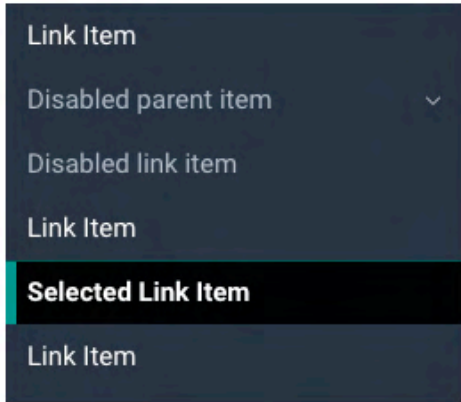 Link Item
Disabled parent item
Disabled link item
Link Item
Selected Link Item
Link Item